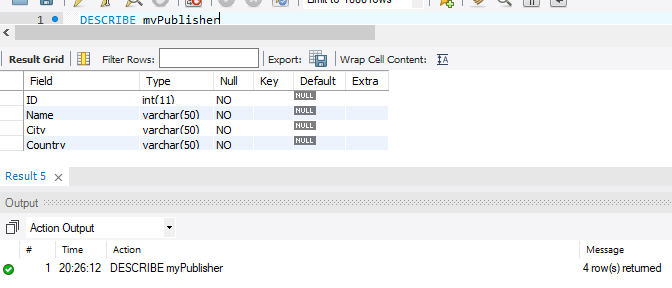 Limit to 1000 rows
1 DESCRIBE myPublisher
Result Grid Filter Rows: Export: Wrap Cell Content:
Field Type Null Key Default Extra
ID int(11) NO NULL
Name varchar(50) NO NULL
City varchar(50) NO NULL
Country varchar(50) NO NULL
Result 5
Output
Action Output
# Time Action Message
1 20:26:12 DESCRIBE myPublisher 4 row(s) returned